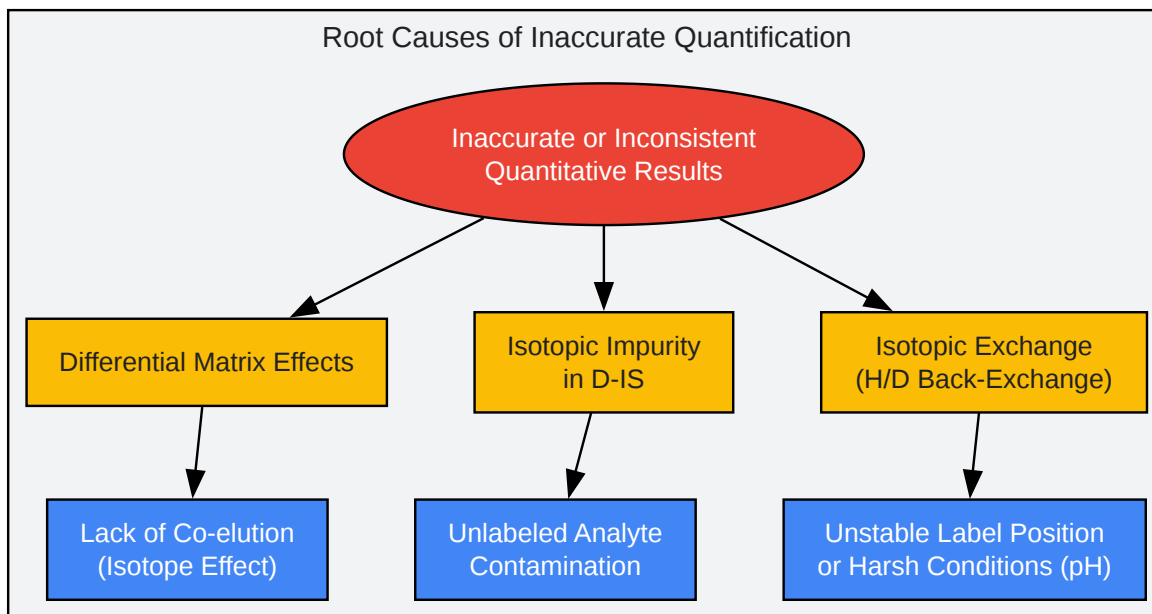 Root Causes of Inaccurate Quantification
Inaccurate or Inconsistent
Quantitative Results
Differential Matrix Effects
Isotopic Impurity
in D-IS
Isotopic Exchange
(H/D Back-Exchange)
Lack of Co-elution
(Isotope Effect)
Unlabeled Analyte
Contamination
Unstable Label Position
or Harsh Conditions (pH)